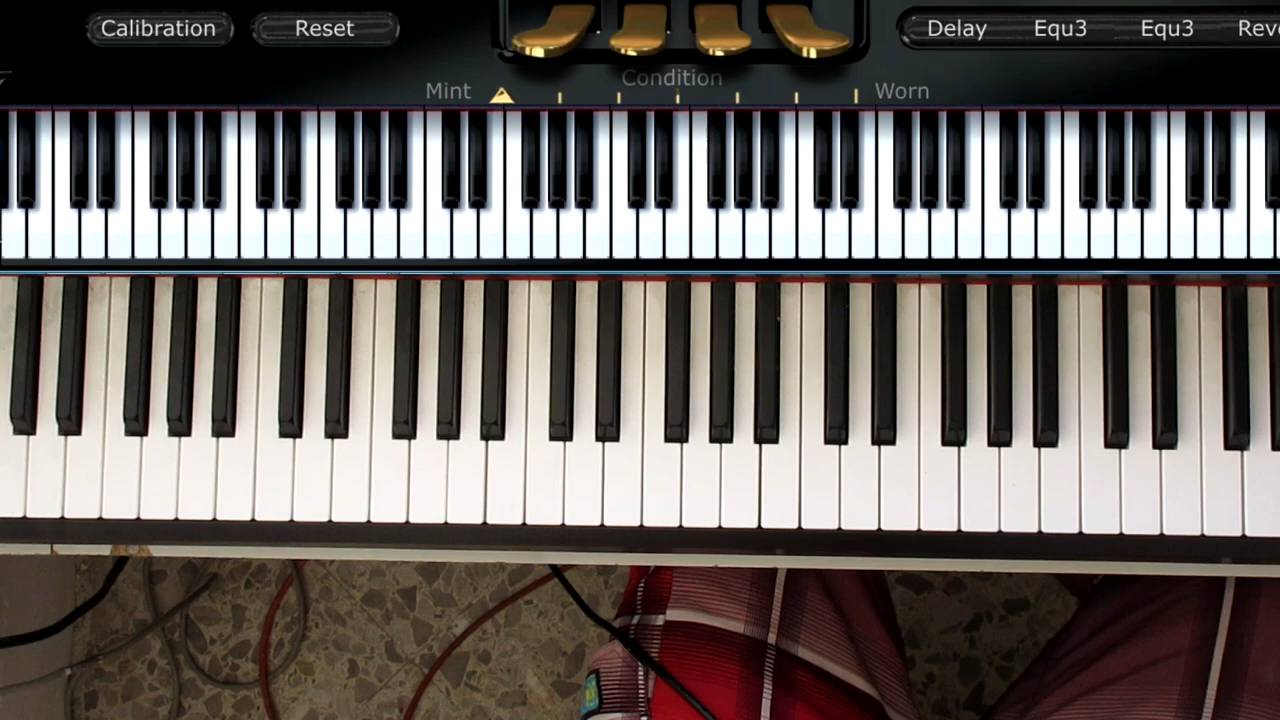 Calibration
Reset
Delay
Equ3
Equ3
Condition
Mint
Worn